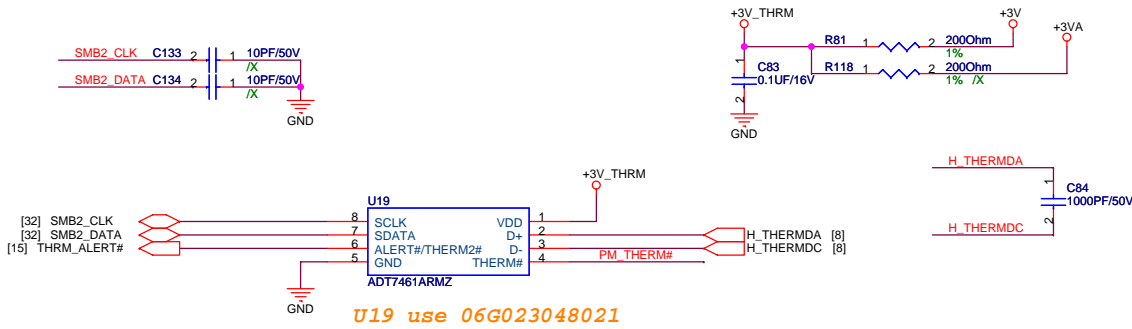 +3V_THRM
+3V
+3VA
SMB2_CLK C133 2 1 10PF/50V
/X
SMB2_DATA C134 2 1 10PF/50V
/X
GND
R81 1 2 200Ohm
1%
R118 1 2 200Ohm
1% /X
1
C83
0.1UF/16V
2
GND
H_THERMDA
1
C84
1000PF/50V
2
H_THERMDC
+3V_THRM
U19
[32] SMB2_CLK 8 SCLK VDD 1
[32] SMB2_DATA 7 SDATA D+ 2 H_THERMDA [8]
[15] THRM_ALERT# 6 ALERT#/THERM2# D- 3 H_THERMDC [8]
5 GND THERM# 4 PM_THERM#
ADT7461ARMZ
GND
U19 use 06G023048021